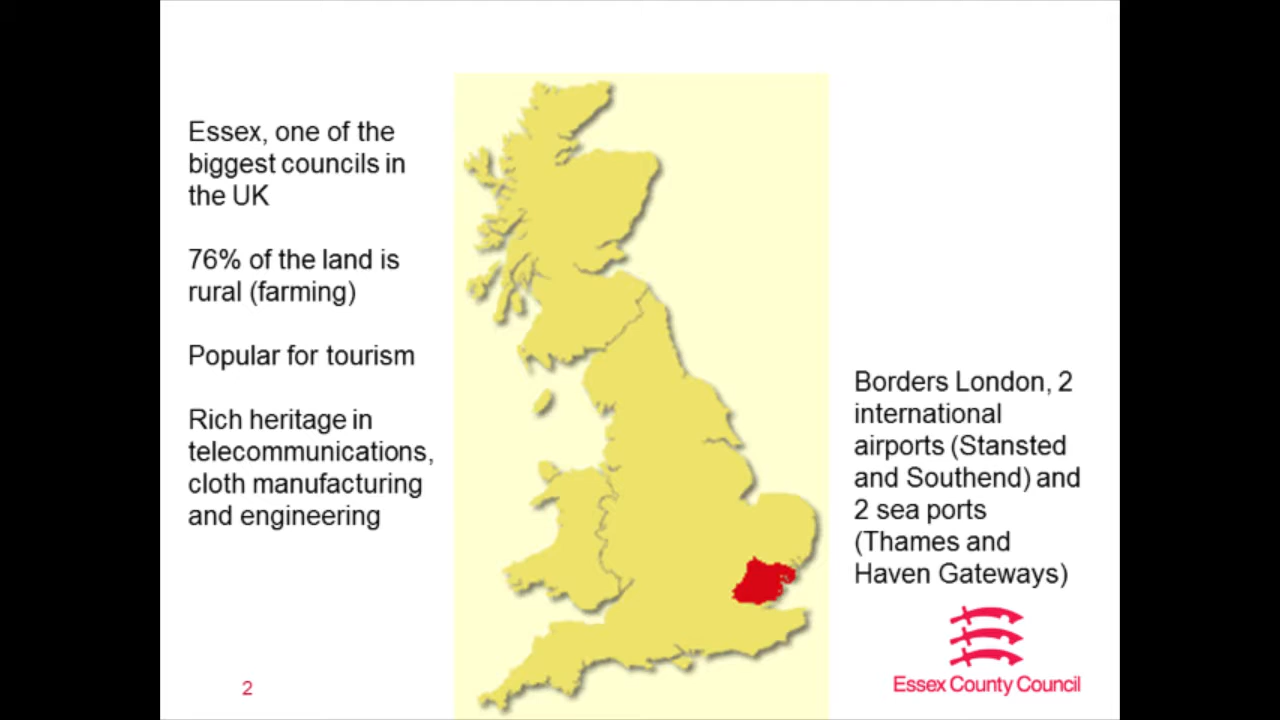 Essex, one of the
biggest councils in
the UK
76% of the land is
rural (farming)
Popular for tourism
Rich heritage in
telecommunications,
cloth manufacturing
and engineering
Borders London, 2
international
airports (Stansted
and Southend) and
2 sea ports
(Thames and
Haven Gateways)
Essex County Council
2